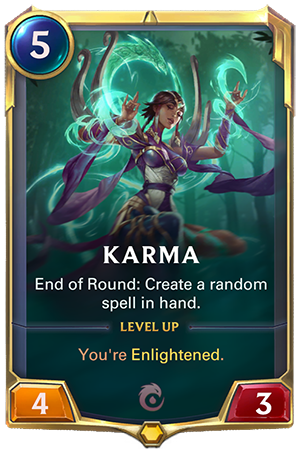 5
KARMA
End of Round: Create a random
spell in hand.
LEVEL UP
You're Enlightened.
4
3